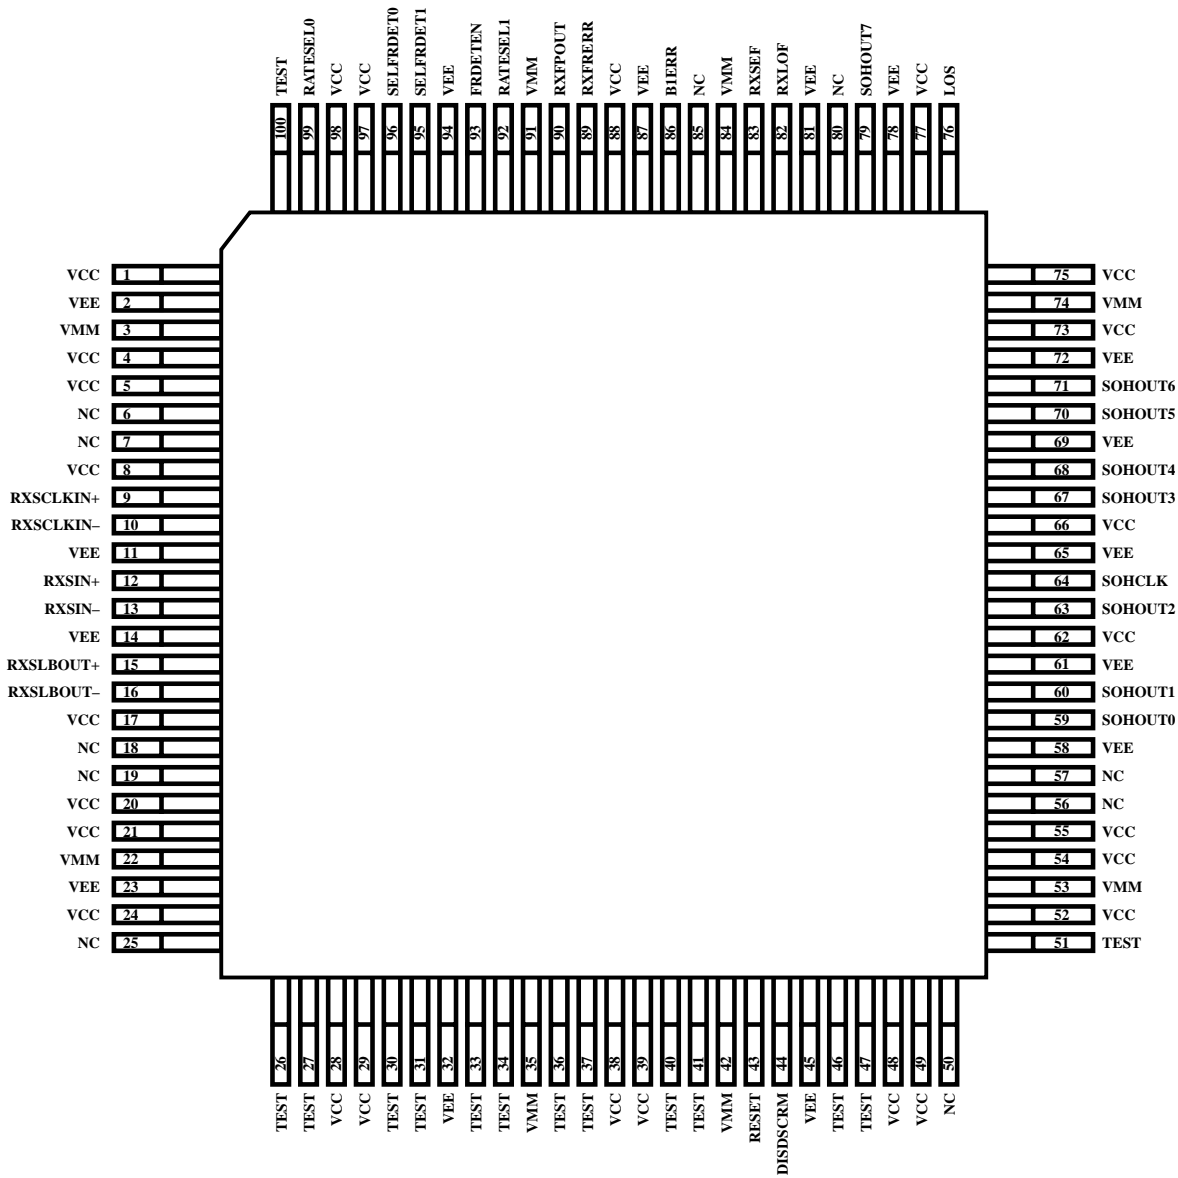 TEST
RATESEL0
VCC
VCC
SELFRDET0
SELFRDET1
VEE
FRDETEN
RATESEL1
VMM
RXFPOUT
RXFRERR
VCC
VEE
B1ERR
NC
VMM
RXSEF
RXLOF
VEE
NC
SOHOUT7
VEE
VCC
LOS
100
99
98
97
96
95
94
93
92
91
90
89
88
87
86
85
84
83
82
81
80
79
78
77
76
VCC 1
VEE 2
VMM 3
VCC 4
VCC 5
NC 6
NC 7
VCC 8
RXSCLKIN+ 9
RXSCLKIN– 10
VEE 11
RXSIN+ 12
RXSIN– 13
VEE 14
RXSLBOUT+ 15
RXSLBOUT– 16
VCC 17
NC 18
NC 19
VCC 20
VCC 21
VMM 22
VEE 23
VCC 24
NC 25
75 VCC
74 VMM
73 VCC
72 VEE
71 SOHOUT6
70 SOHOUT5
69 VEE
68 SOHOUT4
67 SOHOUT3
66 VCC
65 VEE
64 SOHCLK
63 SOHOUT2
62 VCC
61 VEE
60 SOHOUT1
59 SOHOUT0
58 VEE
57 NC
56 NC
55 VCC
54 VCC
53 VMM
52 VCC
51 TEST
26
27
28
29
30
31
32
33
34
35
36
37
38
39
40
41
42
43
44
45
46
47
48
49
50
TEST
TEST
VCC
VCC
TEST
TEST
VEE
TEST
TEST
VMM
TEST
TEST
VCC
VCC
TEST
TEST
VMM
RESET
DISDSCRM
VEE
TEST
TEST
VCC
VCC
NC